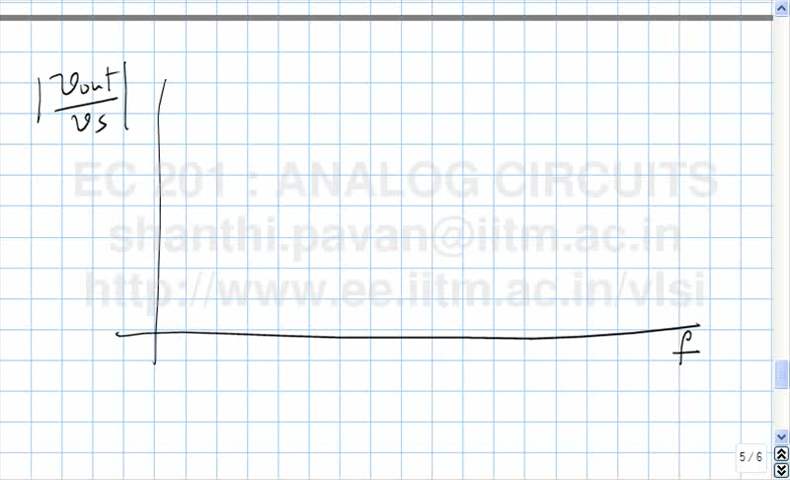 |vout/vs|
EC 201 : ANALOG CIRCUITS
shanthi.pavan@iitm.ac.in
http://www.ee.iitm.ac.in/vlsi
f
5 / 6